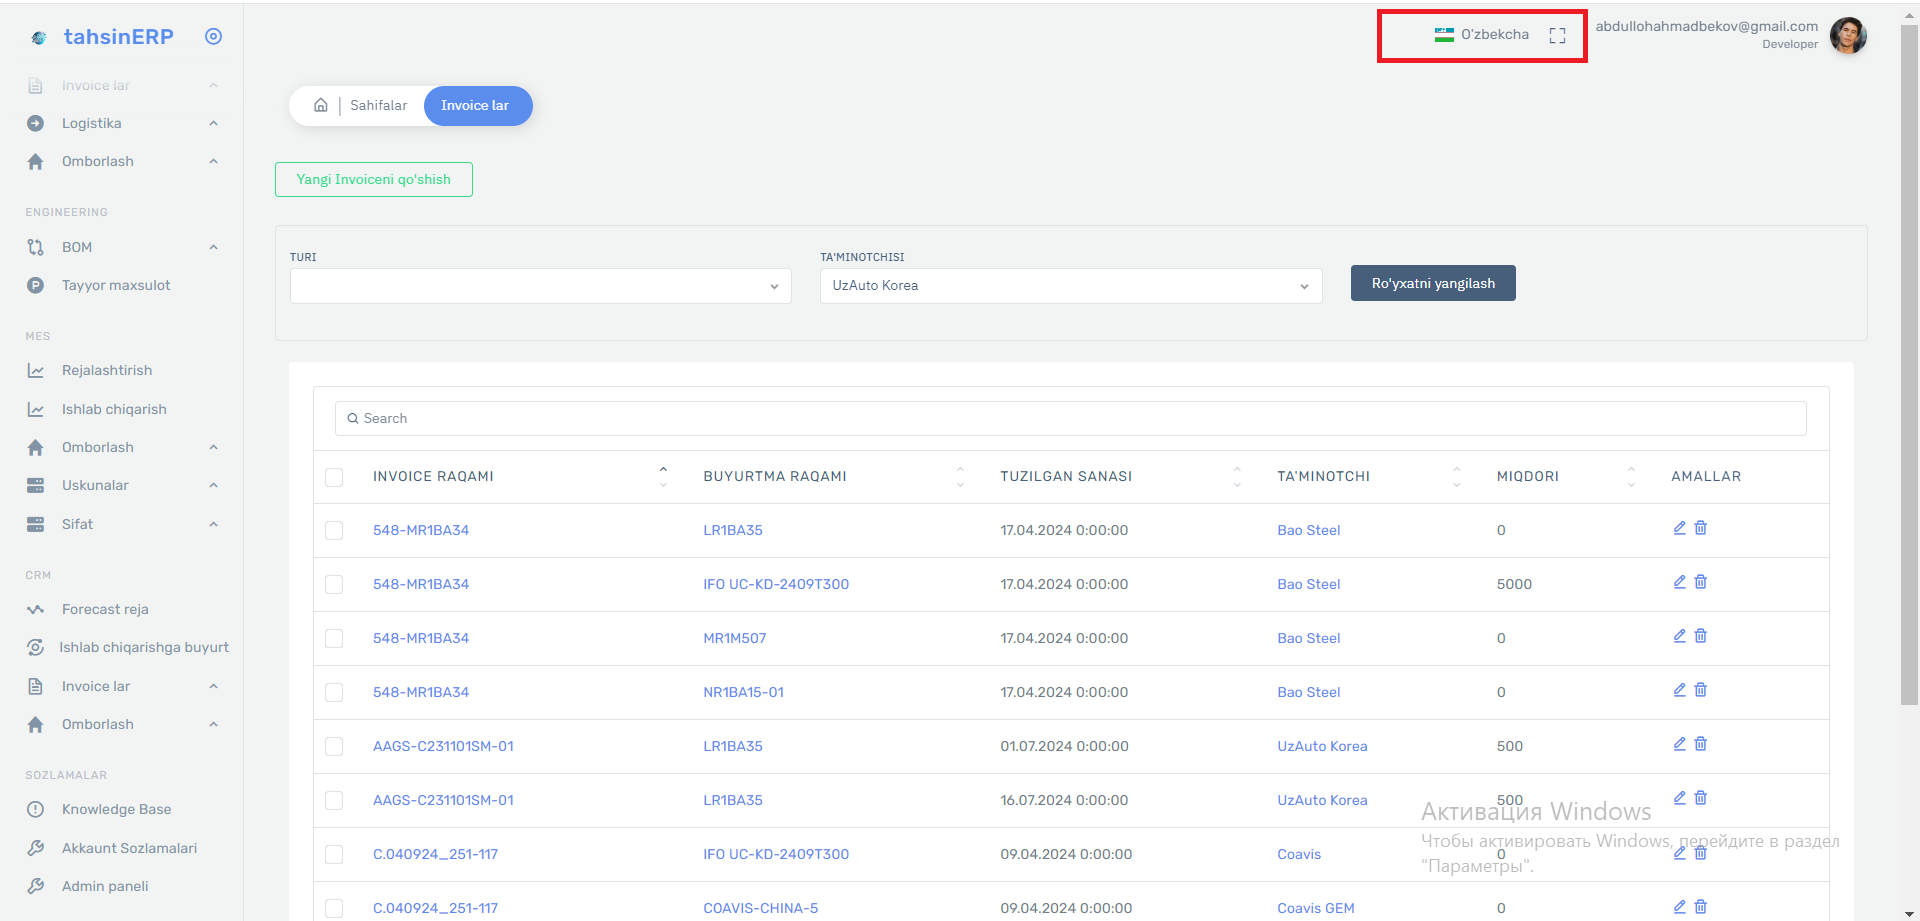 tahsinERP
O'zbekcha
abdullohahmadbekov@gmail.com
Developer
Invoice lar
Logistika
Omborlash
ENGINEERING
BOM
Tayyor maxsulot
MES
Rejalashtirish
Ishlab chiqarish
Omborlash
Uskunalar
Sifat
CRM
Forecast reja
Ishlab chiqarishga buyurt
Invoice lar
Omborlash
SOZLAMALAR
Knowledge Base
Akkaunt Sozlamalari
Admin paneli
Sahifalar
Invoice lar
Yangi Invoiceni qo'shish
TURI
TA'MINOTCHISI
UzAuto Korea
Ro'yxatni yangilash
Search
INVOICE RAQAMI BUYURTMA RAQAMI TUZILGAN SANASI TA'MINOTCHI MIQDORI AMALLAR
548-MR1BA34 LR1BA35 17.04.2024 0:00:00 Bao Steel 0
548-MR1BA34 IFO UC-KD-2409T300 17.04.2024 0:00:00 Bao Steel 5000
548-MR1BA34 MR1M507 17.04.2024 0:00:00 Bao Steel 0
548-MR1BA34 NR1BA15-01 17.04.2024 0:00:00 Bao Steel 0
AAGS-C231101SM-01 LR1BA35 01.07.2024 0:00:00 UzAuto Korea 500
AAGS-C231101SM-01 LR1BA35 16.07.2024 0:00:00 UzAuto Korea 500
C.040924_251-117 IFO UC-KD-2409T300 09.04.2024 0:00:00 Coavis 0
C.040924_251-117 COAVIS-CHINA-5 09.04.2024 0:00:00 Coavis GEM 0
Активация Windows
Чтобы активировать Windows, перейдите в раздел
"Параметры".